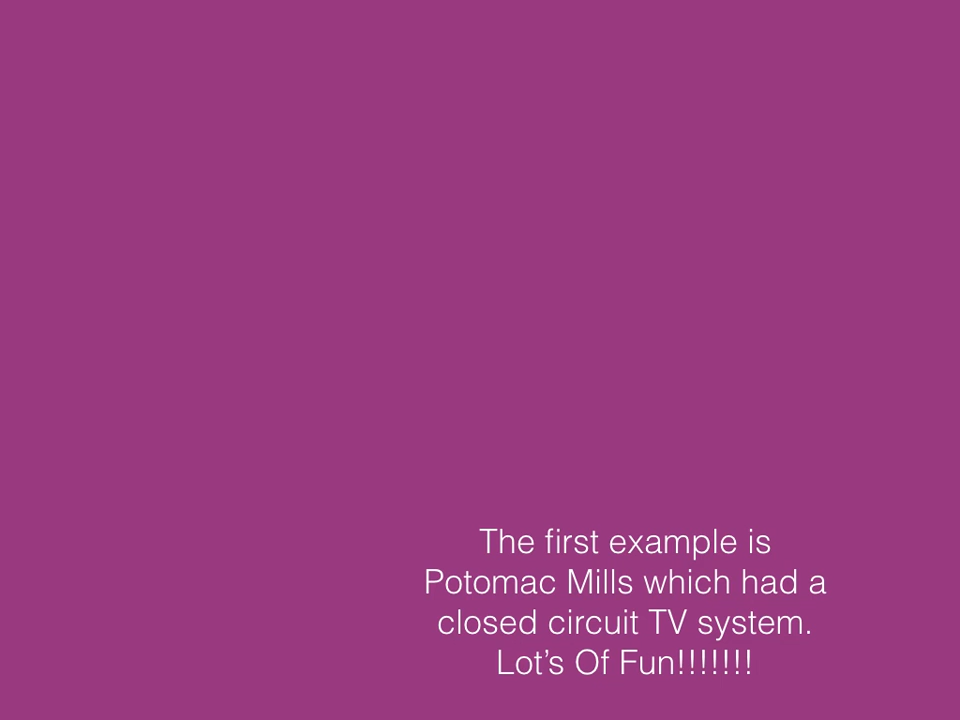 The first example is
Potomac Mills which had a
closed circuit TV system.
Lot’s Of Fun!!!!!!!